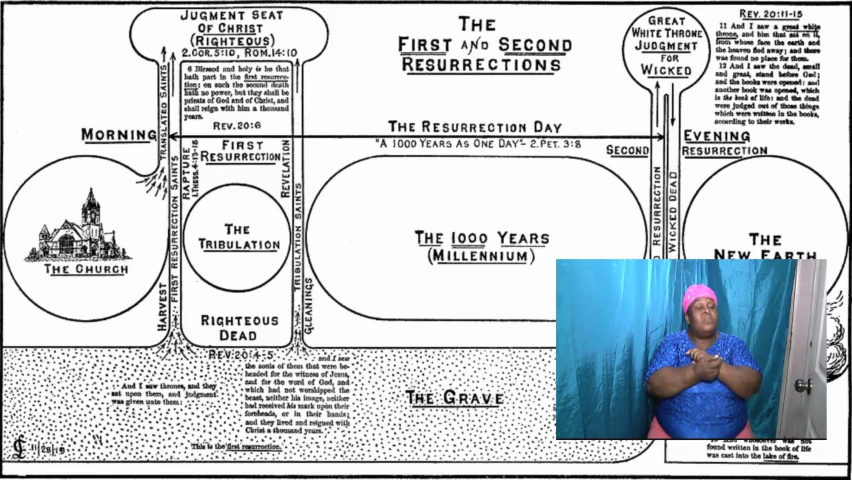 JUGMENT SEAT
OF CHRIST
(RIGHTEOUS)
2.COR.5:10, ROM.14:10
THE
FIRST AND SECOND
RESURRECTIONS
GREAT
WHITE THRONE
JUDGMENT
FOR
WICKED
REV. 20:11-15
11 And I saw a great white
throne, and him that sat on it,
from whose face the earth and
the heaven fled away; and there
was found no place for them.
12 And I saw the dead, small
and great, stand before God;
and the books were opened: and
another book was opened, which
is the book of life: and the dead
were judged out of those things
which were written in the books,
according to their works.
6 Blessed and holy is he that
hath part in the first resurrec-
tion: on such the second death
hath no power, but they shall be
priests of God and of Christ, and
shall reign with him a thousand
years.
REV. 20:6
MORNING
TRANSLATED SAINTS
THE RESURRECTION DAY
"A 1000 YEARS AS ONE DAY"- 2. PET. 3:8
EVENING
SECOND
RESURRECTION
FIRST
RESURRECTION
RAPTURE
REVELATION
FIRST RESURRECTION SAINTS
TRIBULATION SAINTS
HARVEST
GLEANINGS
RESURRECTION
WICKED DEAD
THE CHURCH
THE
TRIBULATION
THE 1000 YEARS
(MILLENNIUM)
THE
NEW EARTH
RIGHTEOUS
DEAD
REV. 20:4-5
And I saw thrones, and they
sat upon them, and judgment
was given unto them:
and I saw
the souls of them that were be-
headed for the witness of Jesus,
and for the word of God, and
which had not worshipped the
beast, neither his image, neither
had received his mark upon their
foreheads, or in their hands;
and they lived and reigned with
Christ a thousand years.
This is the first resurrection.
THE GRAVE
found written in the book of life
was cast into the lake of fire.